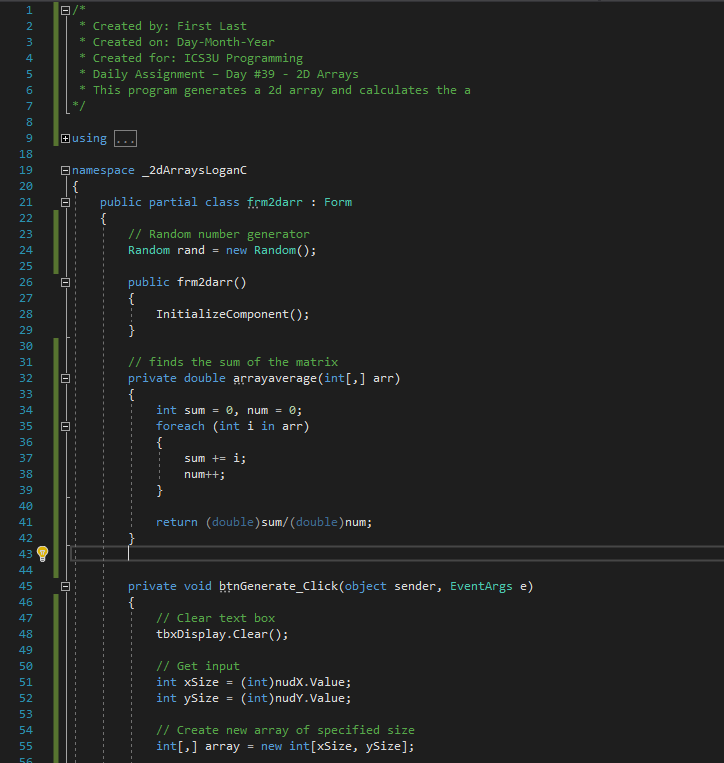 1 /*
2 * Created by: First Last
3 * Created on: Day-Month-Year
4 * Created for: ICS3U Programming
5 * Daily Assignment – Day #39 - 2D Arrays
6 * This program generates a 2d array and calculates the a
7 */
8
9 using ...
18
19 namespace _2dArraysLoganC
20 {
21 public partial class frm2darr : Form
22 {
23 // Random number generator
24 Random rand = new Random();
25
26 public frm2darr()
27 {
28 InitializeComponent();
29 }
30
31 // finds the sum of the matrix
32 private double arrayaverage(int[,] arr)
33 {
34 int sum = 0, num = 0;
35 foreach (int i in arr)
36 {
37 sum += i;
38 num++;
39 }
40
41 return (double)sum/(double)num;
42 }
43
44
45 private void btnGenerate_Click(object sender, EventArgs e)
46 {
47 // Clear text box
48 tbxDisplay.Clear();
49
50 // Get input
51 int xSize = (int)nudX.Value;
52 int ySize = (int)nudY.Value;
53
54 // Create new array of specified size
55 int[,] array = new int[xSize, ySize];
56